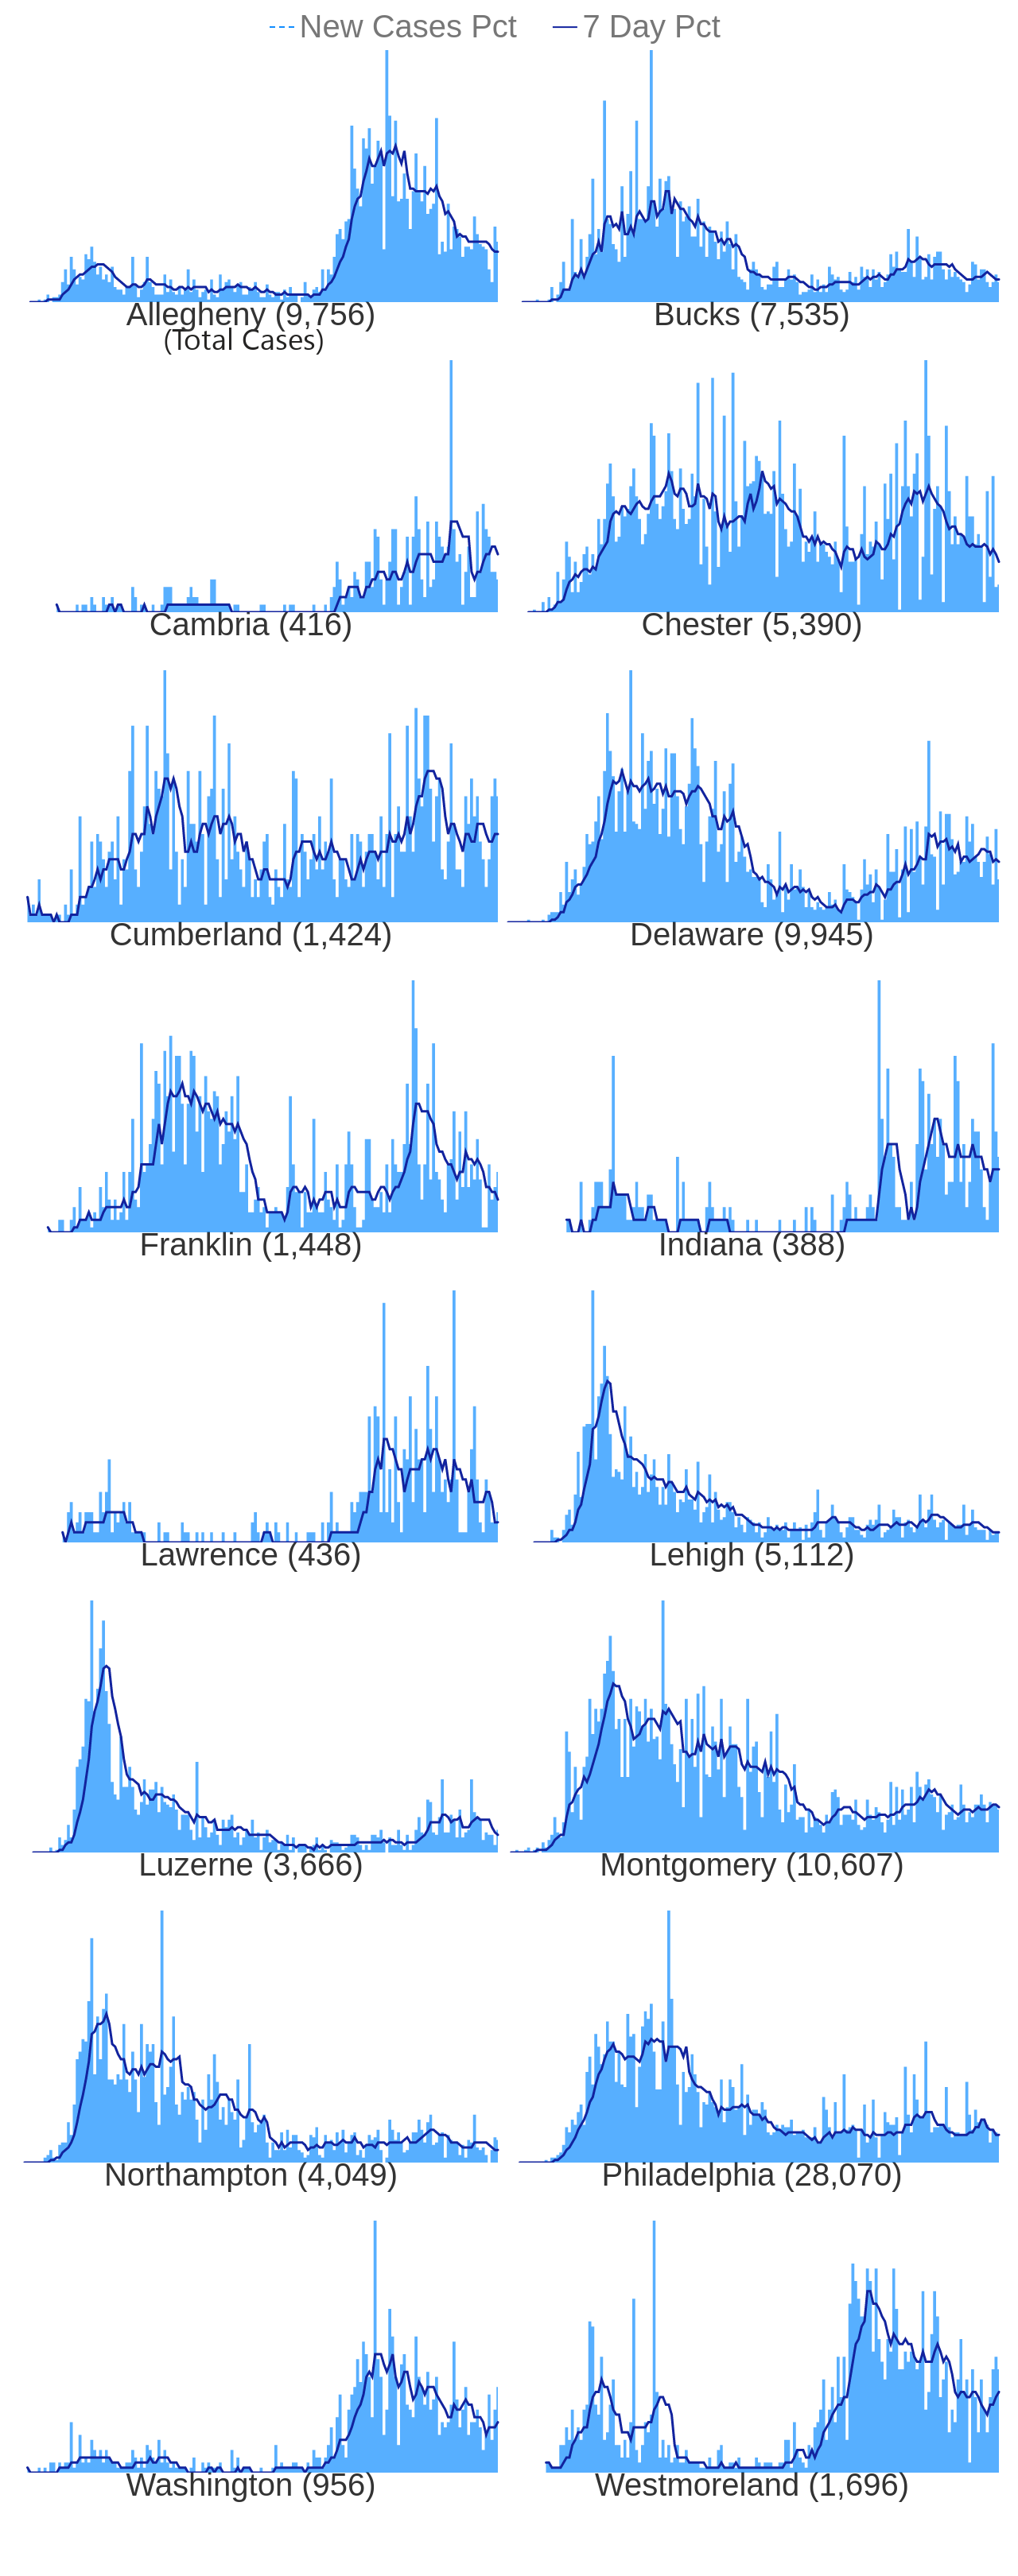 New Cases Pct 7 Day Pct
Allegheny (9,756) Bucks (7,535)
(Total Cases)
Cambria (416) Chester (5,390)
Cumberland (1,424) Delaware (9,945)
Franklin (1,448) Indiana (388)
Lawrence (436) Lehigh (5,112)
Luzerne (3,666) Montgomery (10,607)
Northampton (4,049) Philadelphia (28,070)
Washington (956) Westmoreland (1,696)